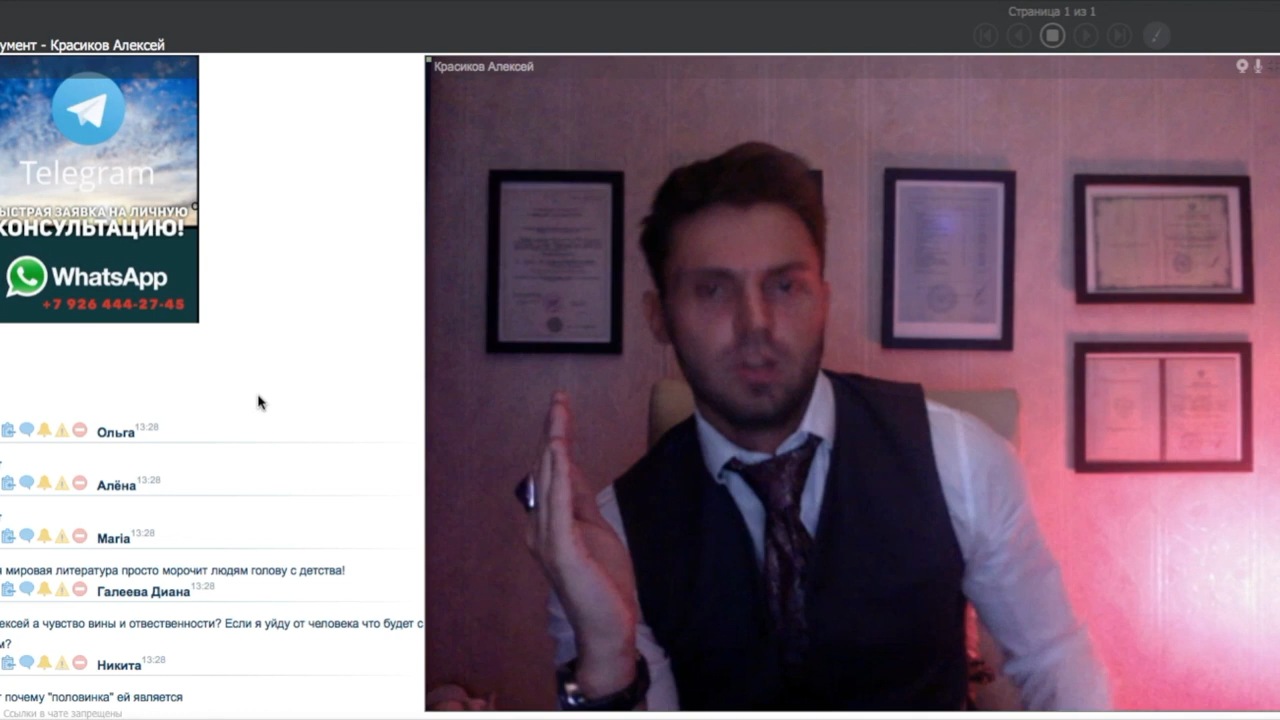 Страница 1 из 1
умент - Красиков Алексей
Красиков Алексей
Telegram
ЫСТРАЯ ЗАЯВКА НА ЛИЧНУЮ
КОНСУЛЬТАЦИЮ!
WhatsApp
+7 926 444-27-45
Ольга 13:28
Алёна 13:28
т
Maria 13:28
я мировая литература просто морочит людям голову с детства!
Галеева Диана 13:28
ексей а чувство вины и отвественности? Если я уйду от человека что будет с
м?
Никита 13:28
т почему "половинка" ей является
Ссылки в чате запрещены